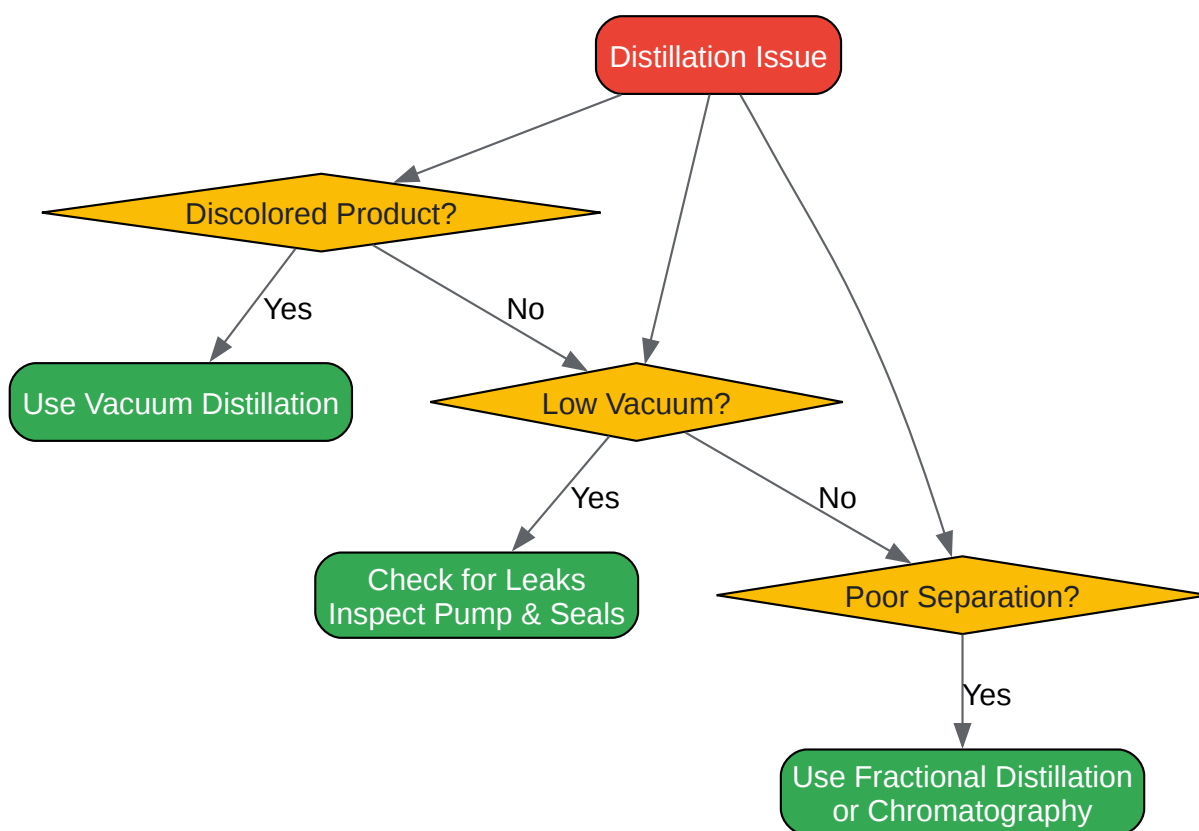 Distillation Issue
Discolored Product?
Yes
No
Use Vacuum Distillation
Low Vacuum?
Yes
No
Check for Leaks
Inspect Pump & Seals
Poor Separation?
Yes
Use Fractional Distillation
or Chromatography